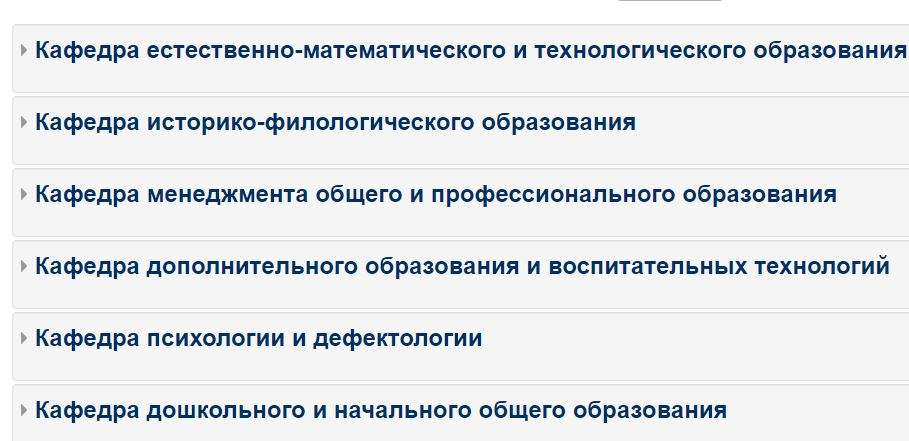 Кафедра естественно-математического и технологического образования
Кафедра историко-филологического образования
Кафедра менеджмента общего и профессионального образования
Кафедра дополнительного образования и воспитательных технологий
Кафедра психологии и дефектологии
Кафедра дошкольного и начального общего образования